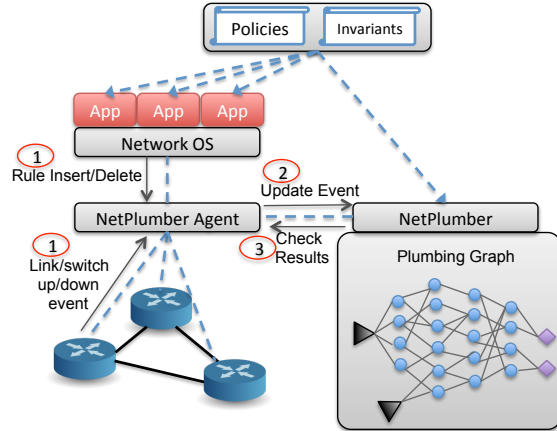 Policies
Invariants
App App App
Network OS
1
Rule Insert/Delete
2
Update Event
NetPlumber Agent
NetPlumber
1
Link/switch
up/down
event
3
Check
Results
Plumbing Graph